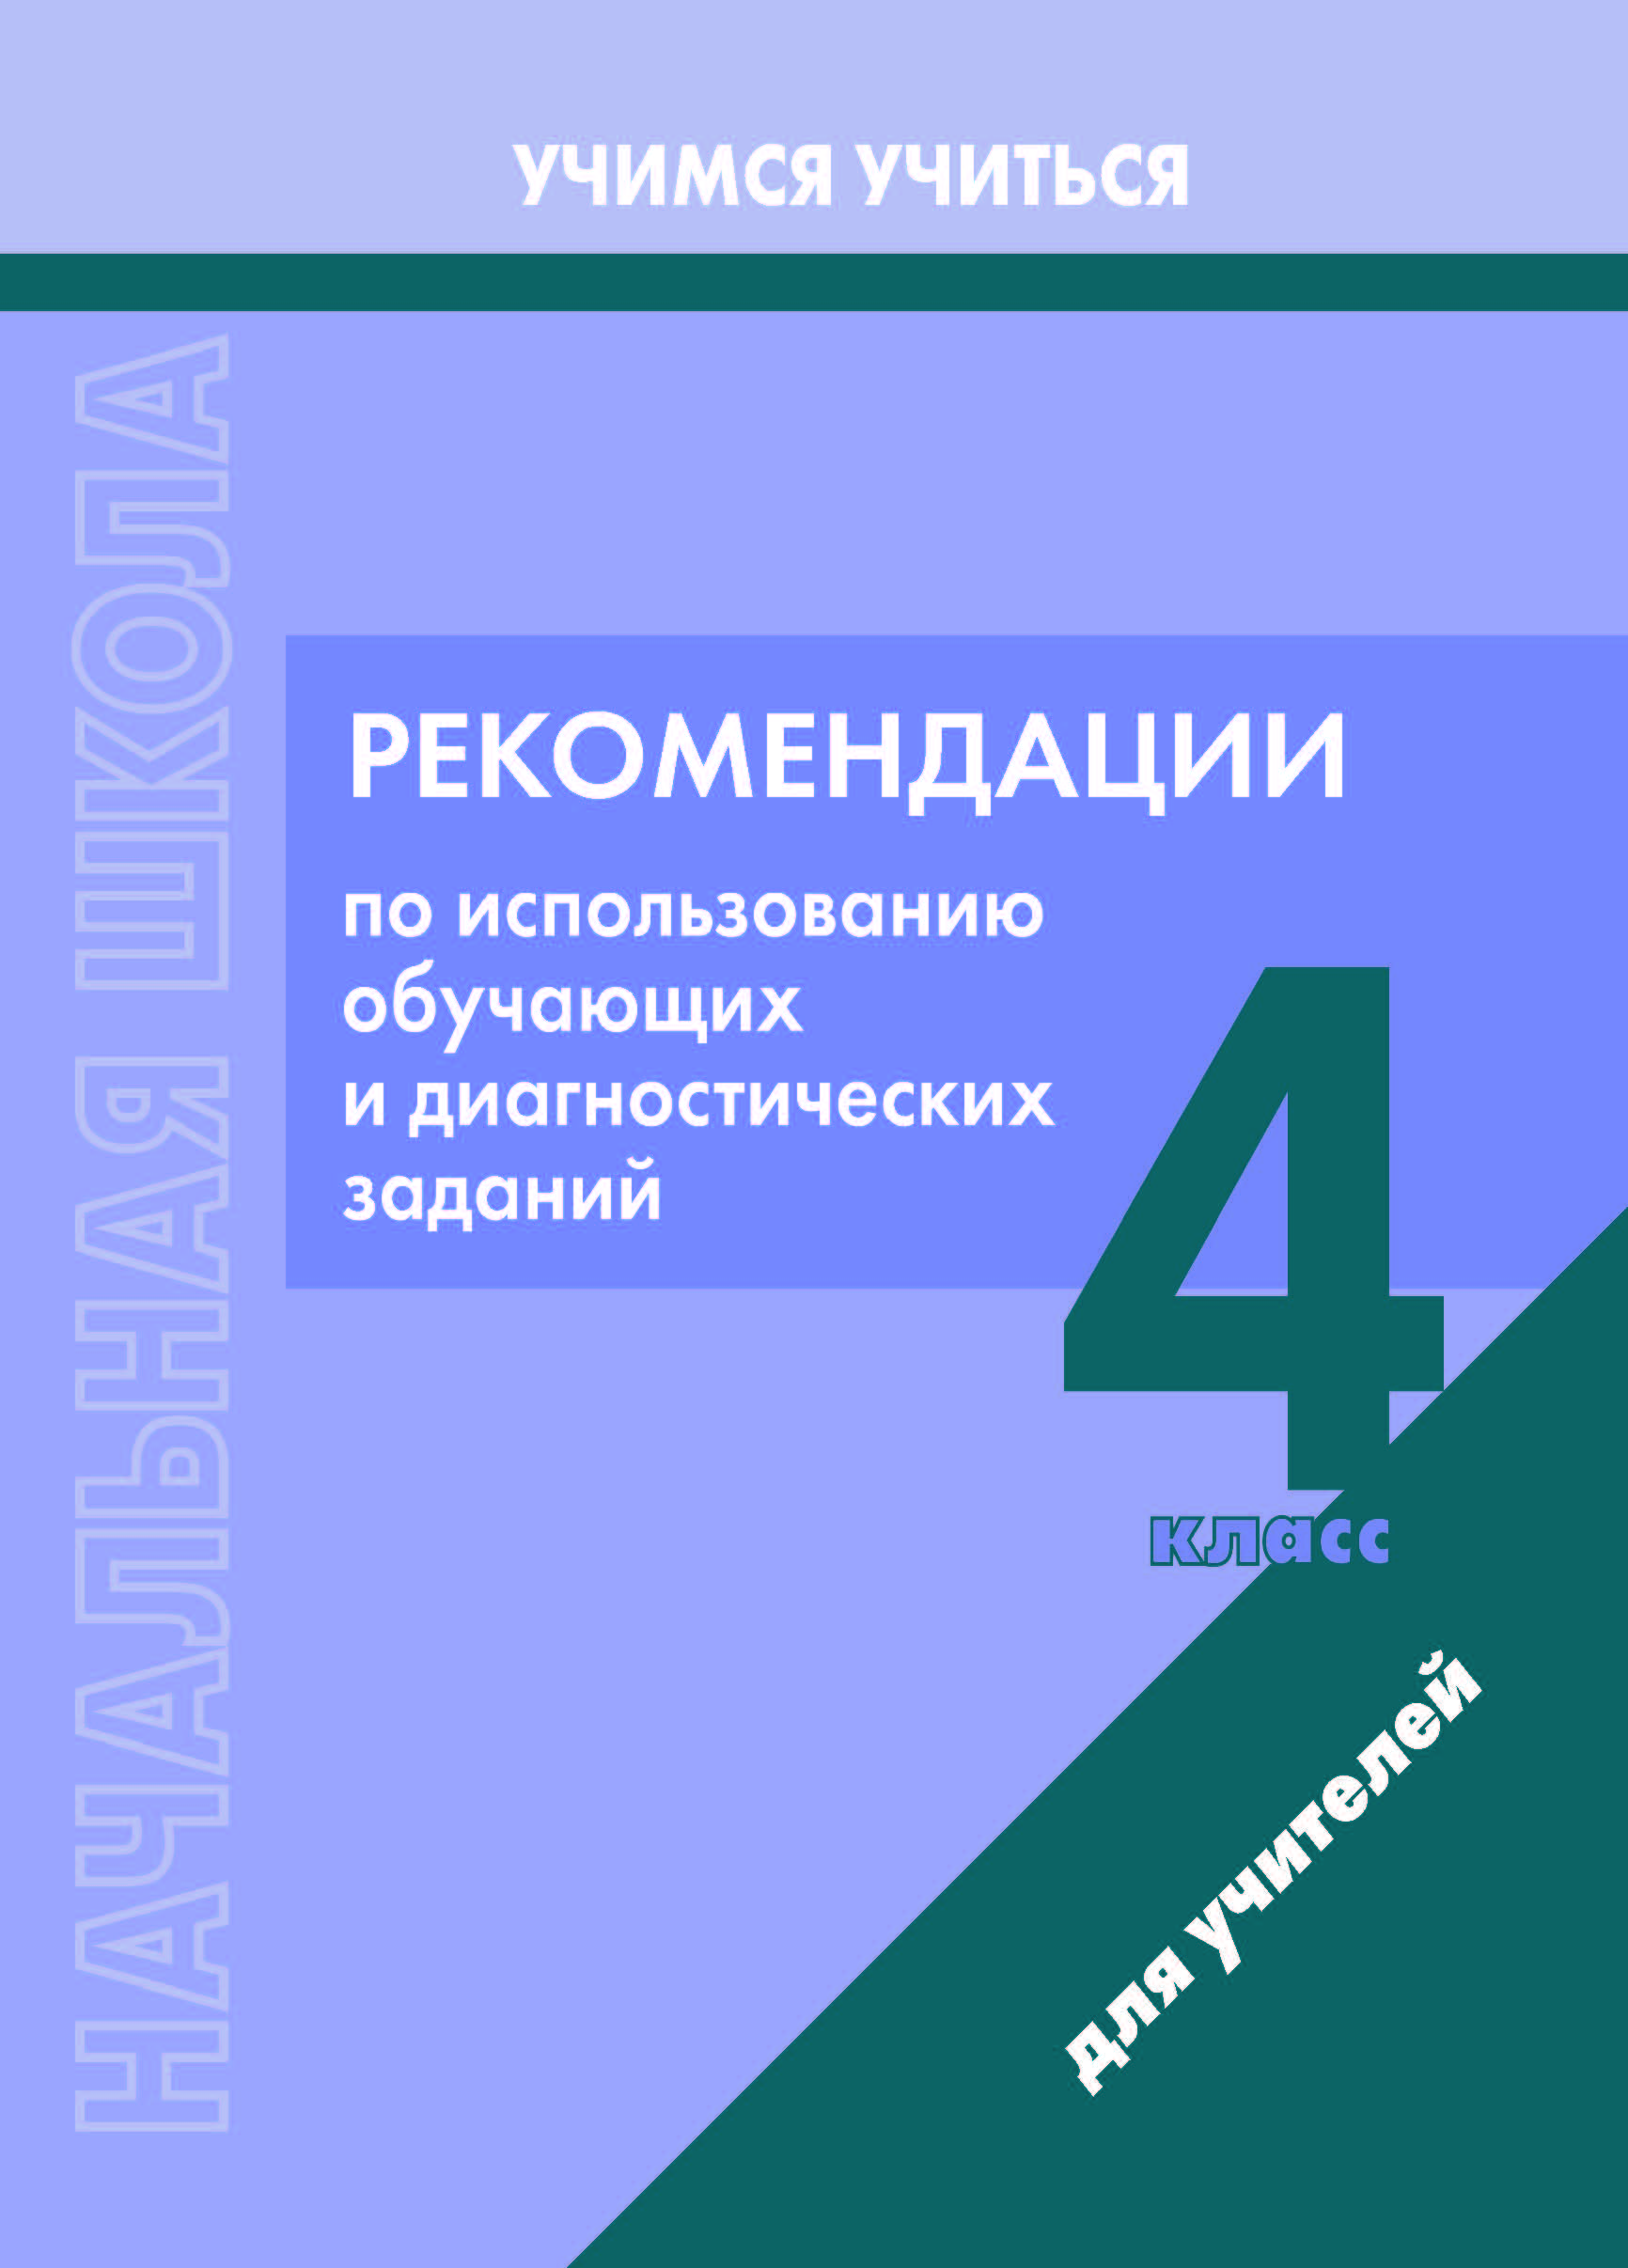 УЧИМСЯ УЧИТЬСЯ
НАЧАЛЬНАЯ ШКОЛА
РЕКОМЕНДАЦИИ
по использованию
обучающих
и диагностических
заданий
4
класс
для учителей